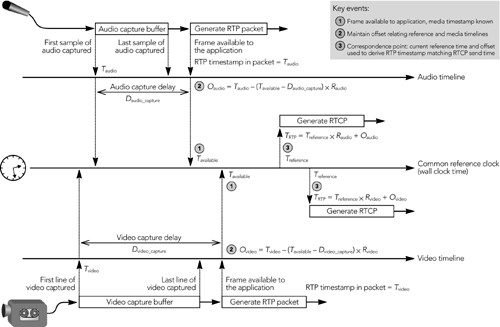 Key events:
1 Frame available to application, media timestamp known
2 Maintain offset relating reference and media timelines
3 Correspondence point; current reference time and offset
used to derive RTP timestamp matching RTCP send time
Audio capture buffer
Generate RTP packet
First sample of
audio captured
Last sample of
audio captured
Frame available to
the application
RTP timestamp in packet = Taudio
Taudio
Audio capture delay
Daudio_capture
2 Oaudio = Taudio − (Tavailable − Daudio_capture) × Raudio
Audio timeline
Generate RTCP
TRTP = Treference × Raudio + Oaudio
1
Tavailable
3
Treference
Common reference clock
(wall clock time)
Tavailable
1
Treference
3
TRTP = Treference × Rvideo + Ovideo
Generate RTCP
Video capture delay
Dvideo_capture
2 Ovideo = Tvideo − (Tavailable − Dvideo_capture) × Rvideo
Video timeline
Tvideo
First line of
video captured
Last line of
video captured
Frame available to
the application
RTP timestamp in packet = Tvideo
Video capture buffer
Generate RTP packet